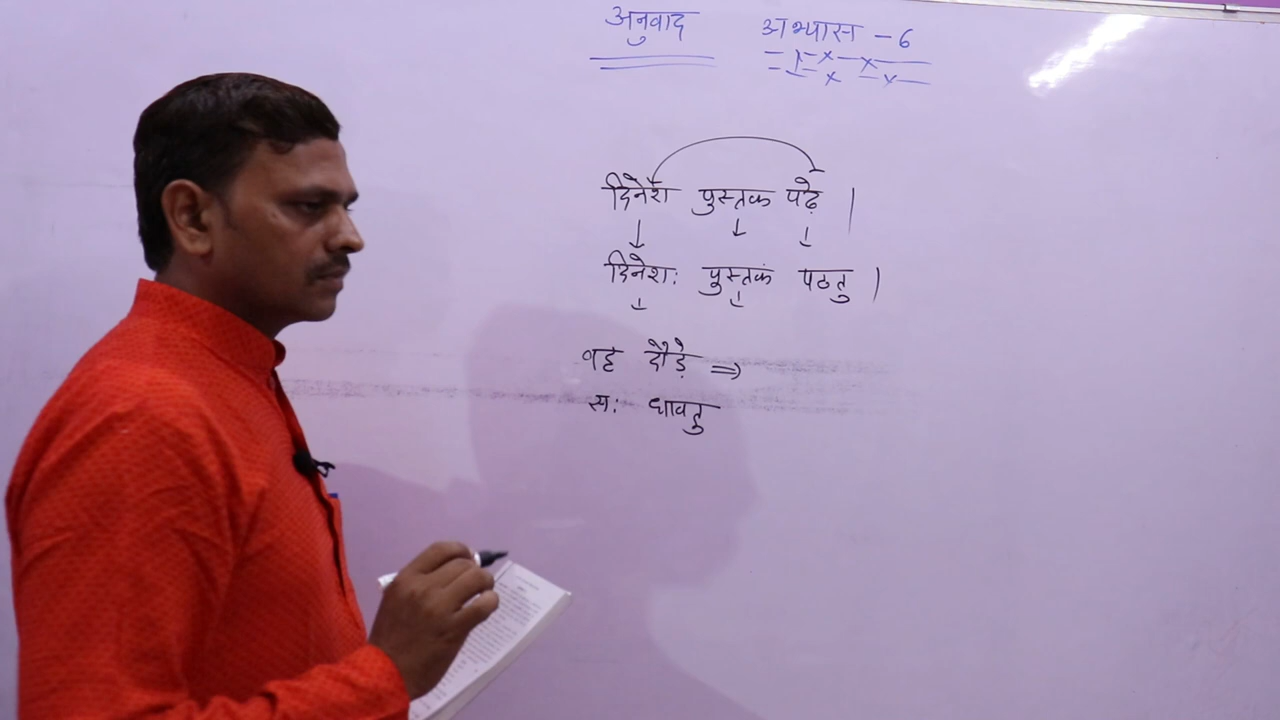 अनुवाद अभ्यास - 6
दिनेश पुस्तक पढ़े ।
दिनेशः पुस्तकं पठतु ।
वह दौड़े ⇒
सः धावतु